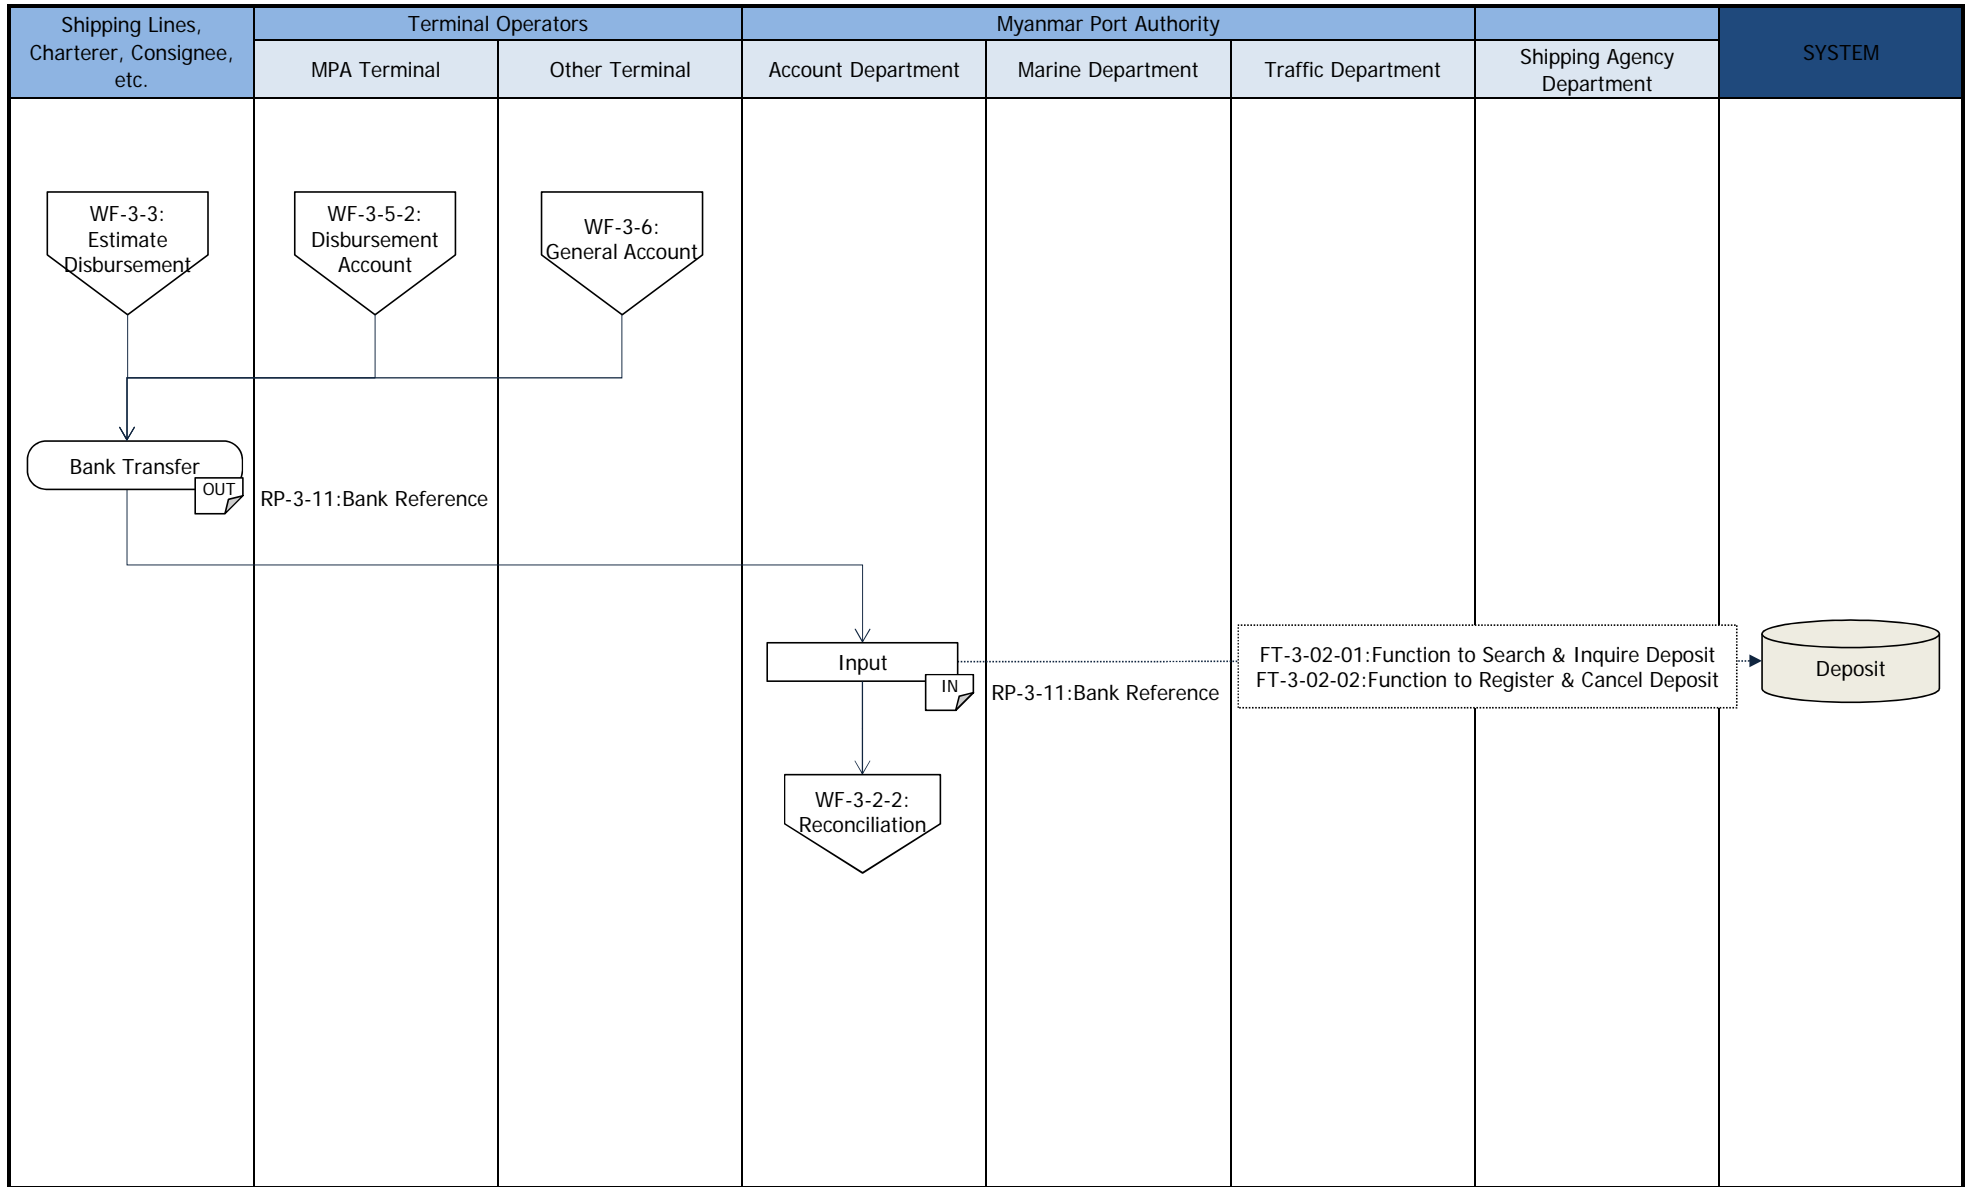 Shipping Lines,
Charterer, Consignee,
etc.
Terminal Operators
Myanmar Port Authority
SYSTEM
MPA Terminal
Other Terminal
Account Department
Marine Department
Traffic Department
Shipping Agency
Department
WF-3-3:
Estimate
Disbursement
WF-3-5-2:
Disbursement
Account
WF-3-6:
General Account
Bank Transfer
OUT
RP-3-11:Bank Reference
Input
IN
RP-3-11:Bank Reference
FT-3-02-01:Function to Search & Inquire Deposit
FT-3-02-02:Function to Register & Cancel Deposit
Deposit
WF-3-2-2:
Reconciliation